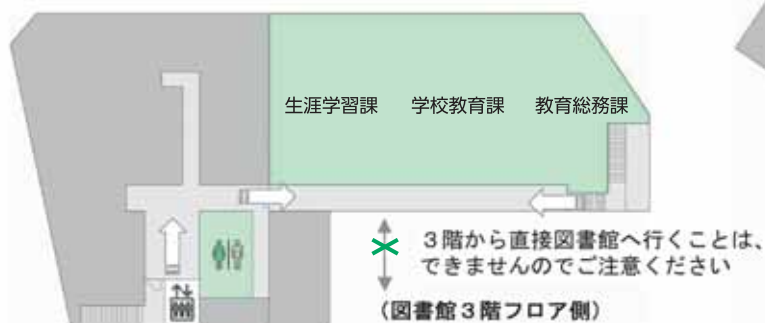 生涯学習課 学校教育課 教育総務課
3階から直接図書館へ行くことは、
できませんのでご注意ください
(図書館3階フロア側)